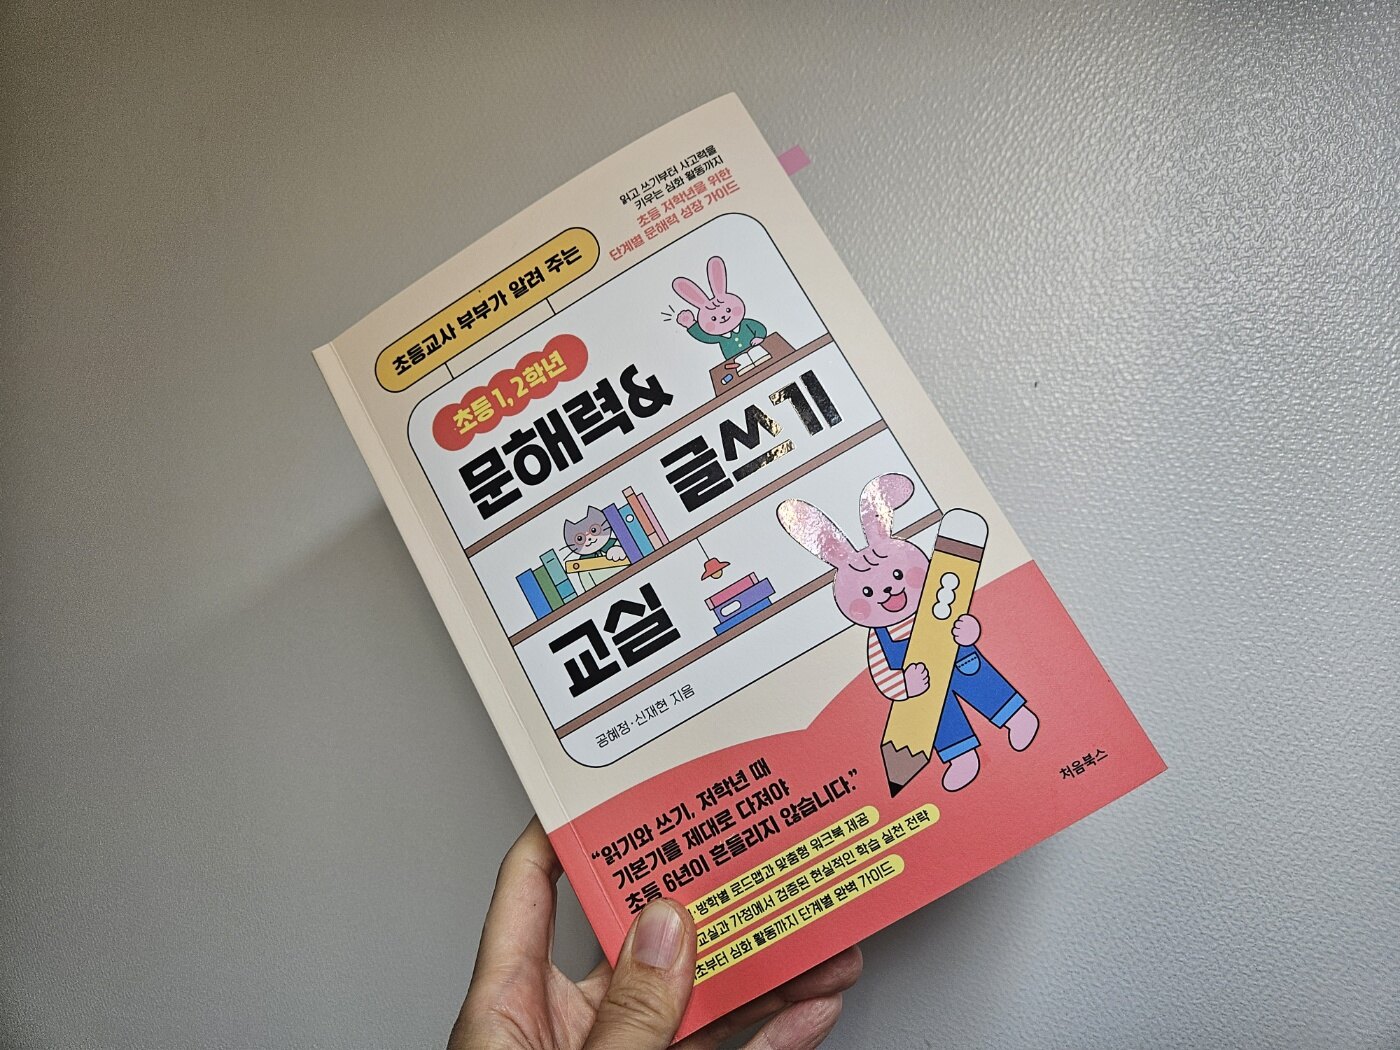 읽고 쓰기부터 사고력을
키우는 심화 활동까지
초등 저학년을 위한
단계별 문해력 성장 가이드
초등교사 부부가 알려 주는
초등 1, 2학년
문해력&
글쓰기
교실
공혜정·신재현 지음
“읽기와 쓰기, 저학년 때
기본기를 제대로 다져야
초등 6년이 흔들리지 않습니다.”
·방학별 로드맵과 맞춤형 워크북 제공
교실과 가정에서 검증된 현실적인 학습 실천 전략
부터 심화 활동까지 단계별 완벽 가이드
처음북스